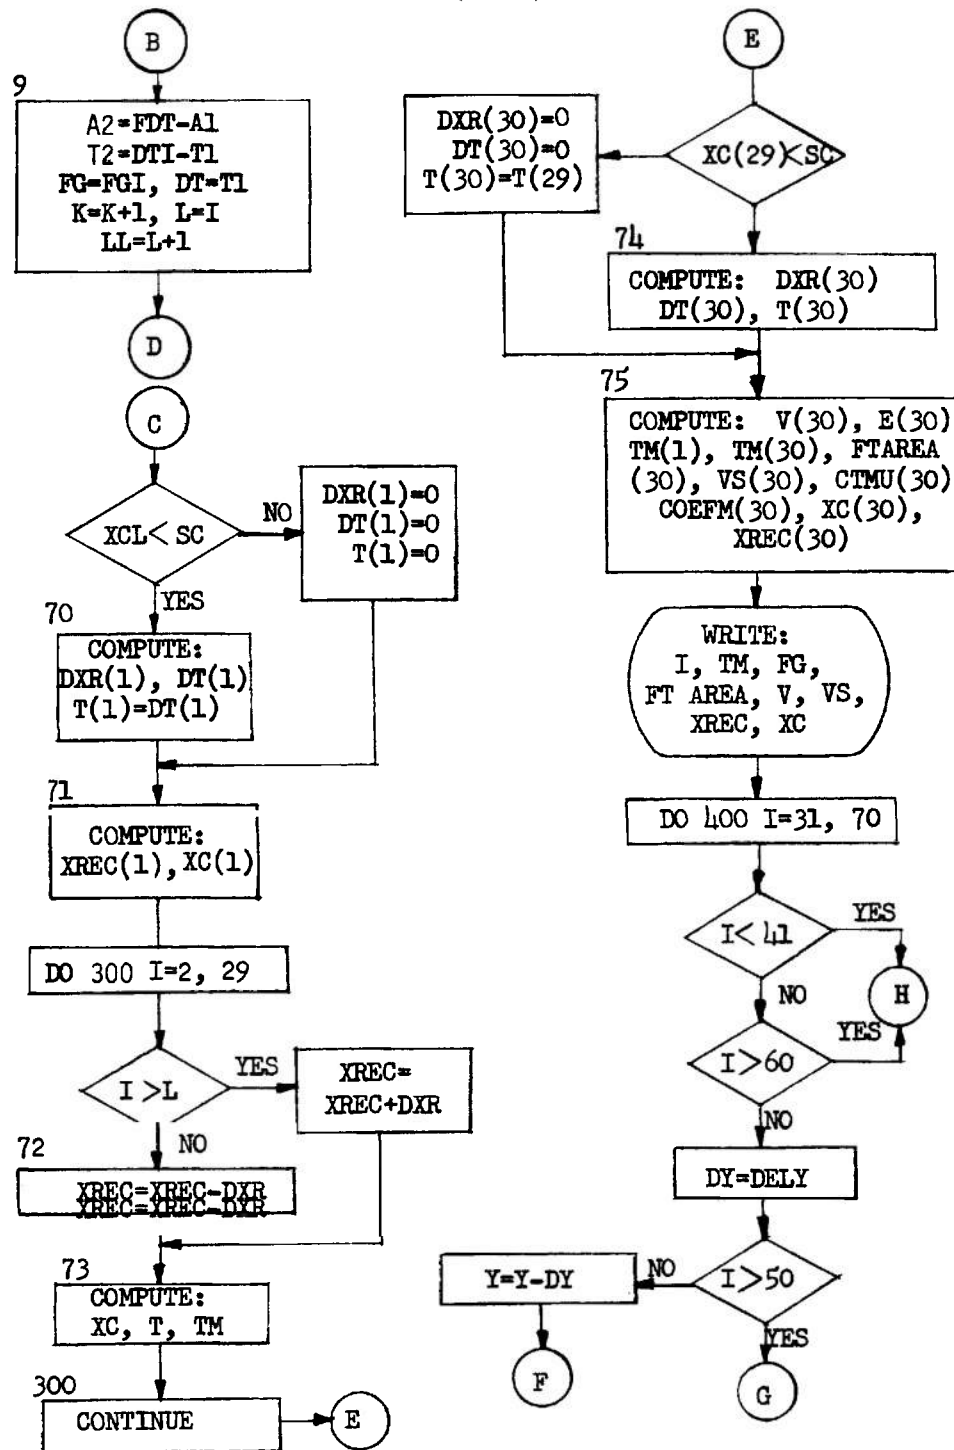 B
9
A2=FDT-A1
T2=DTI-T1
FG=FGI, DT=T1
K=K+1, L=I
LL=L+1
D
C
XCL<SC
NO
DXR(1)=0
DT(1)=0
T(1)=0
YES
70
COMPUTE:
DXR(1), DT(1)
T(1)=DT(1)
71
COMPUTE:
XREC(1), XC(1)
DO 300 I=2, 29
I>L
YES
XREC=
XREC+DXR
NO
72
XREC=XREC-DXR
XREC=XREC-DXR
73
COMPUTE:
XC, T, TM
300
CONTINUE
E
E
XC(29)<SC
DXR(30)=0
DT(30)=0
T(30)=T(29)
74
COMPUTE: DXR(30)
DT(30), T(30)
75
COMPUTE: V(30), E(30)
TM(1), TM(30), FTAREA
(30), VS(30), CTMU(30)
COEFM(30), XC(30),
XREC(30)
WRITE:
I, TM, FG,
FT AREA, V, VS,
XREC, XC
DO 400 I=31, 70
I<41
YES
H
NO
YES
I>60
NO
DY=DELY
I>50
NO
Y=Y-DY
F
YES
G